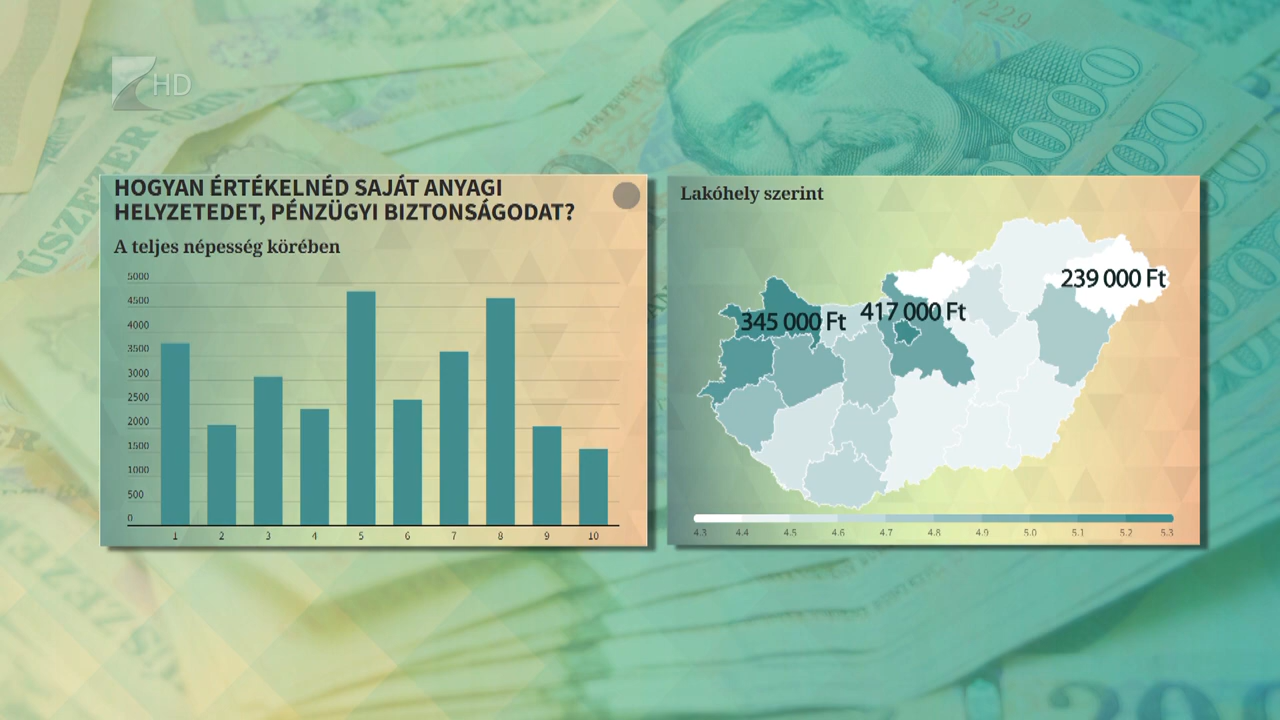 HD
HOGYAN ÉRTÉKELNÉD SAJÁT ANYAGI
HELYZETEDET, PÉNZÜGYI BIZTONSÁGODAT?
A teljes népesség körében
5000
4500
4000
3500
3000
2500
2000
1500
1000
500
0
1 2 3 4 5 6 7 8 9 10
Lakóhely szerint
239 000 Ft
417 000 Ft
345 000 Ft
4.3 4.4 4.5 4.6 4.7 4.8 4.9 5.0 5.1 5.2 5.3